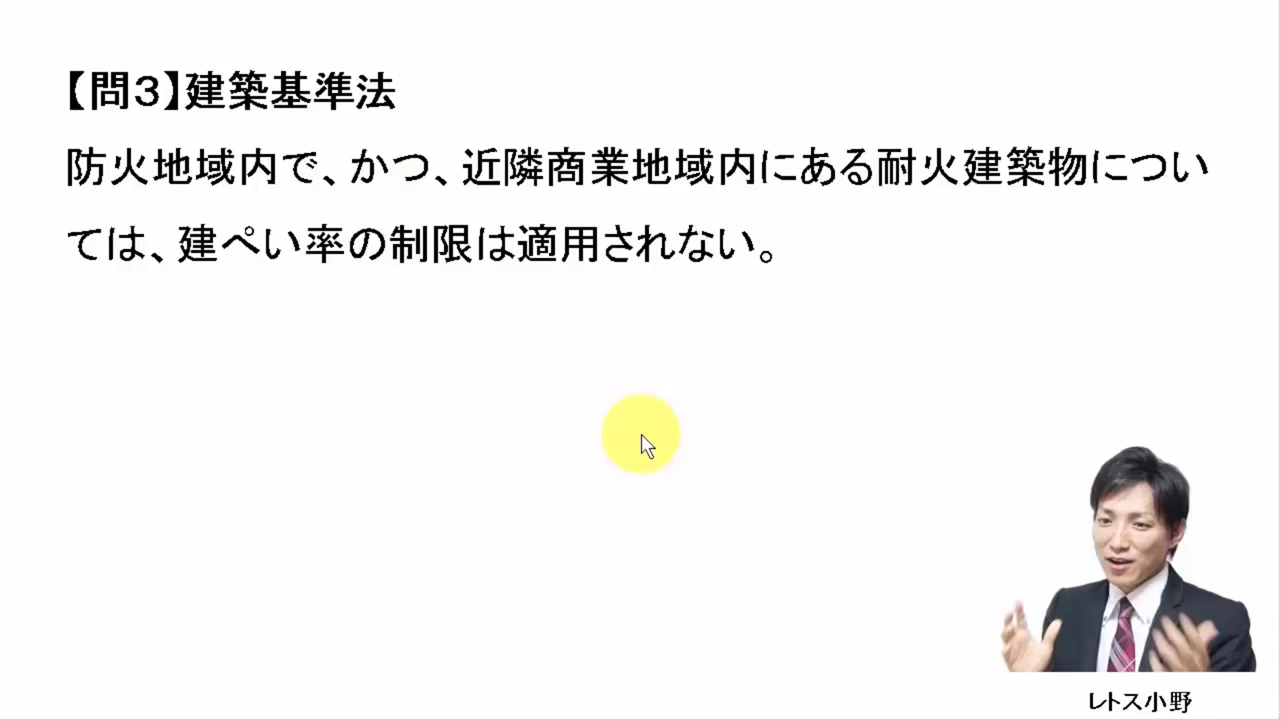 【問３】建築基準法
防火地域内で、かつ、近隣商業地域内にある耐火建築物につい
ては、建ぺい率の制限は適用されない。
レトス小野